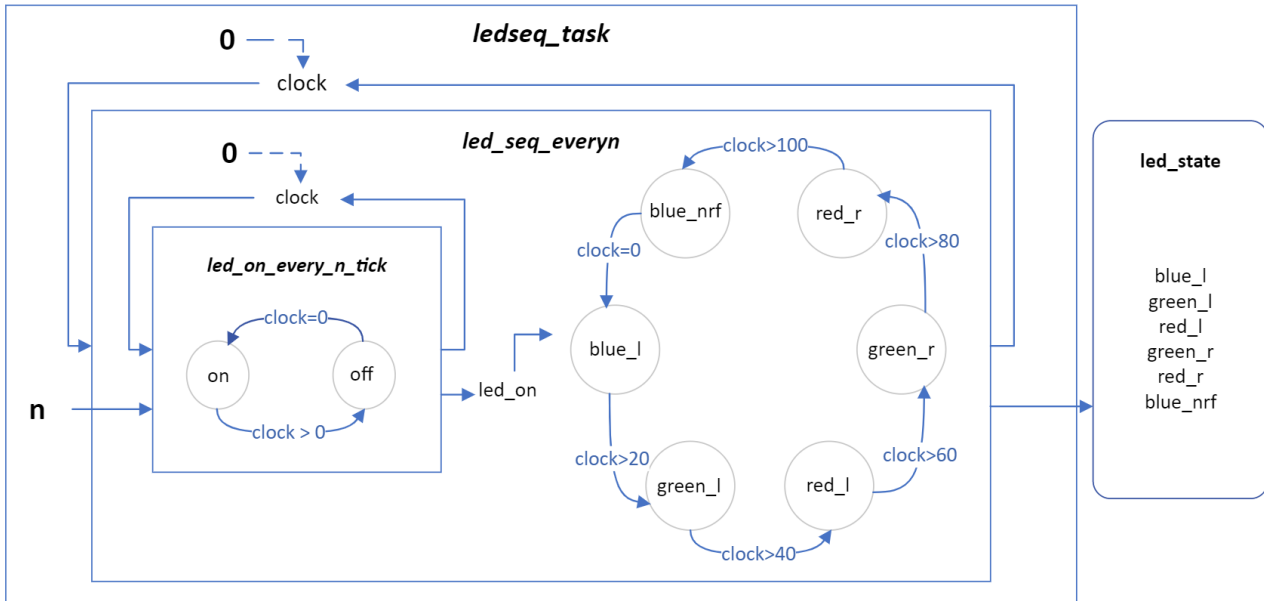 ledseq_task
0
clock
led_seq_everyn
0
clock
led_on_every_n_tick
clock=0
on
off
clock > 0
n
led_on
clock>100
blue_nrf
red_r
clock=0
clock>80
blue_l
green_r
clock>20
clock>60
green_l
red_l
clock>40
led_state
blue_l
green_l
red_l
green_r
red_r
blue_nrf